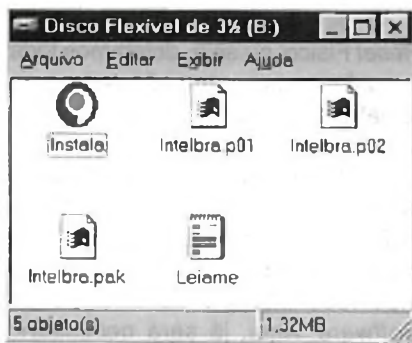 Disco Flexível de 3½ (B:)
Arquivo Editar Exibir Ajuda
Instala Intelbra.p01 Intelbra.p02
Intelbra.pak Leiame
5 objeto(s) 1,32MB